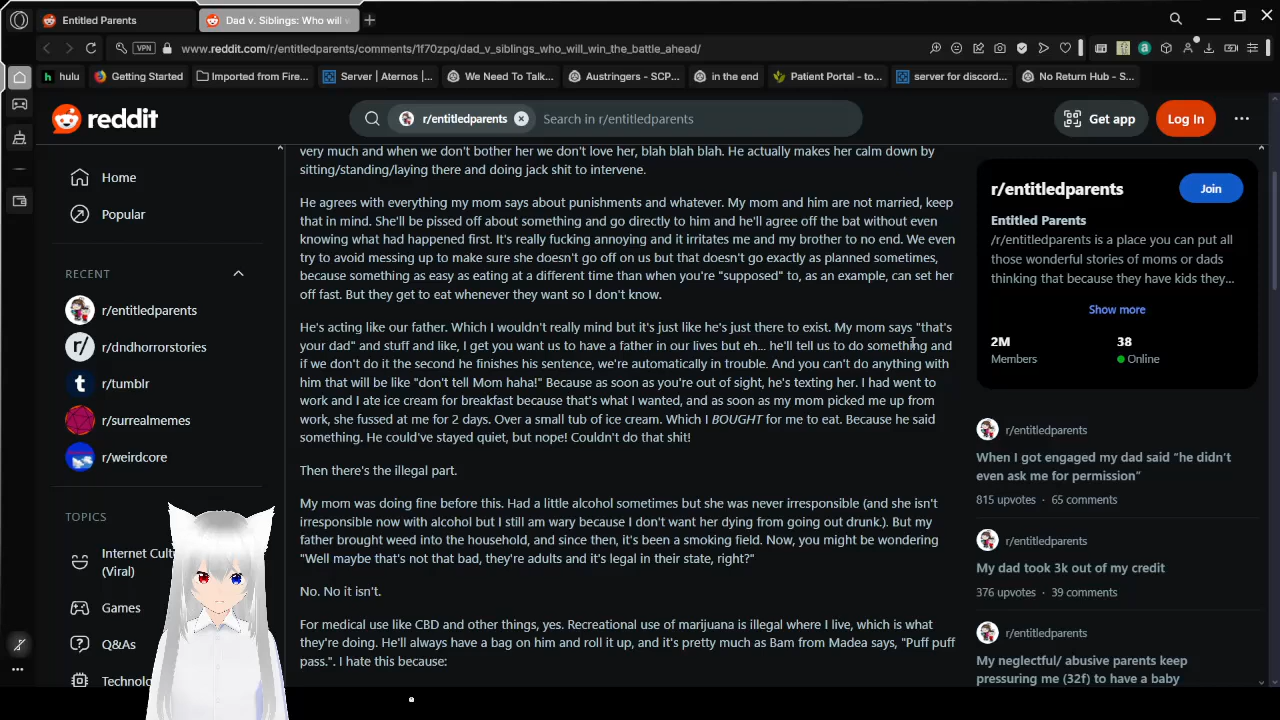 Entitled Parents
Dad v. Siblings: Who will
VPN
www.reddit.com/r/entitledparents/comments/1f70zpq/dad_v_siblings_who_will_win_the_battle_ahead/
hulu
Getting Started
Imported from Fire...
Server | Aternos |...
We Need To Talk...
Austringers - SCP...
in the end
Patient Portal - to...
server for discord...
No Return Hub - S...
reddit
r/entitledparents
Search in r/entitledparents
Get app
Log In
Home
Popular
RECENT
r/entitledparents
r/dndhorrorstories
r/tumblr
r/surrealmemes
r/weirdcore
TOPICS
Internet Cult
(Viral)
Games
Q&As
Technolo
very much and when we don't bother her we don't love her, blah blah blah. He actually makes her calm down by
sitting/standing/laying there and doing jack shit to intervene.
He agrees with everything my mom says about punishments and whatever. My mom and him are not married, keep
that in mind. She'll be pissed off about something and go directly to him and he'll agree off the bat without even
knowing what had happened first. It's really fucking annoying and it irritates me and my brother to no end. We even
try to avoid messing up to make sure she doesn't go off on us but that doesn't go exactly as planned sometimes,
because something as easy as eating at a different time than when you're "supposed" to, as an example, can set her
off fast. But they get to eat whenever they want so I don't know.
He's acting like our father. Which I wouldn't really mind but it's just like he's just there to exist. My mom says "that's
your dad" and stuff and like, I get you want us to have a father in our lives but eh... he'll tell us to do something and
if we don't do it the second he finishes his sentence, we're automatically in trouble. And you can't do anything with
him that will be like "don't tell Mom haha!" Because as soon as you're out of sight, he's texting her. I had went to
work and I ate ice cream for breakfast because that's what I wanted, and as soon as my mom picked me up from
work, she fussed at me for 2 days. Over a small tub of ice cream. Which I BOUGHT for me to eat. Because he said
something. He could've stayed quiet, but nope! Couldn't do that shit!
Then there's the illegal part.
My mom was doing fine before this. Had a little alcohol sometimes but she was never irresponsible (and she isn't
irresponsible now with alcohol but I still am wary because I don't want her dying from going out drunk.). But my
father brought weed into the household, and since then, it's been a smoking field. Now, you might be wondering
"Well maybe that's not that bad, they're adults and it's legal in their state, right?"
No. No it isn't.
For medical use like CBD and other things, yes. Recreational use of marijuana is illegal where I live, which is what
they're doing. He'll always have a bag on him and roll it up, and it's pretty much as Bam from Madea says, "Puff puff
pass.". I hate this because:
r/entitledparents
Join
Entitled Parents
/r/entitledparents is a place you can put all
those wonderful stories of moms or dads
thinking that because they have kids they...
Show more
2M
Members
38
Online
r/entitledparents
When I got engaged my dad said "he didn't
even ask me for permission"
815 upvotes · 65 comments
r/entitledparents
My dad took 3k out of my credit
376 upvotes · 39 comments
r/entitledparents
My neglectful/ abusive parents keep
pressuring me (32f) to have a baby